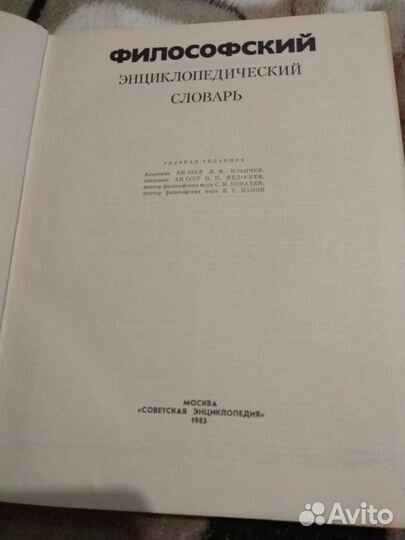 ФИЛОСОФСКИЙ
ЭНЦИКЛОПЕДИЧЕСКИЙ
СЛОВАРЬ
ГЛАВНАЯ РЕДАКЦИЯ
Академик АН СССР Л. Ф. ИЛЬИЧЕВ,
академик АН СССР П. Н. ФЕДОСЕЕВ,
доктор философских наук С. М. КОВАЛЕВ,
доктор философских наук В. Г. ПАНОВ
МОСКВА
«СОВЕТСКАЯ ЭНЦИКЛОПЕДИЯ»
1983
Avito